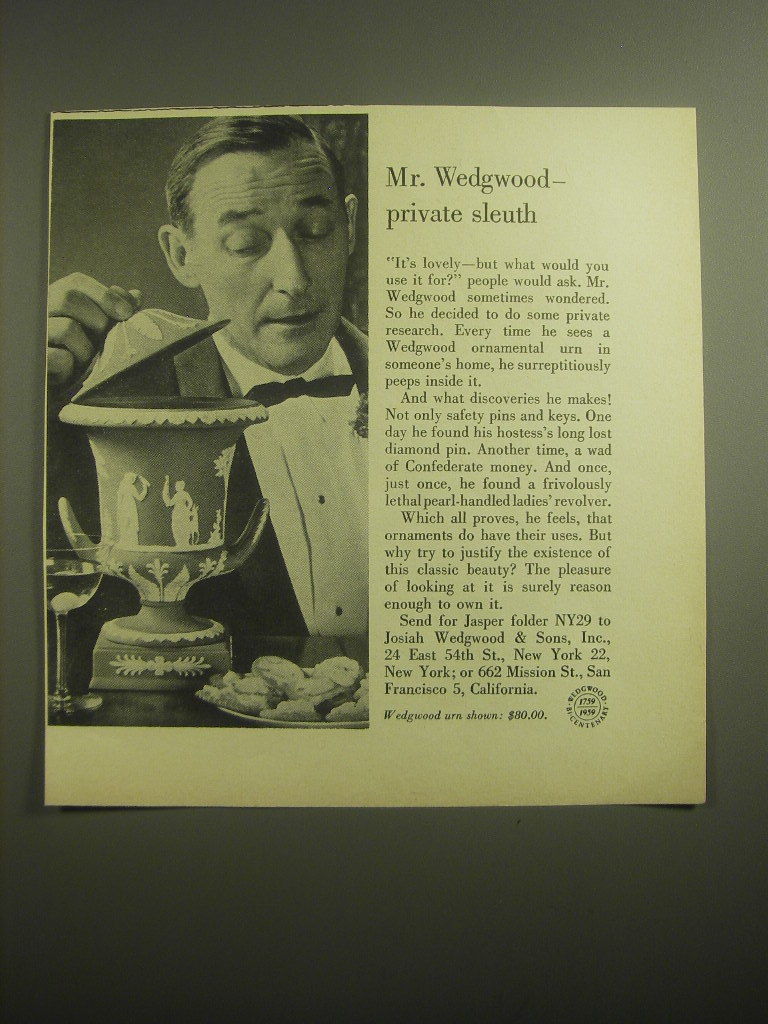 Mr. Wedgwood–
private sleuth
"It's lovely—but what would you
use it for?" people would ask. Mr.
Wedgwood sometimes wondered.
So he decided to do some private
research. Every time he sees a
Wedgwood ornamental urn in
someone's home, he surreptitiously
peeps inside it.
And what discoveries he makes!
Not only safety pins and keys. One
day he found his hostess's long lost
diamond pin. Another time, a wad
of Confederate money. And once,
just once, he found a frivolously
lethal pearl-handled ladies' revolver.
Which all proves, he feels, that
ornaments do have their uses. But
why try to justify the existence of
this classic beauty? The pleasure
of looking at it is surely reason
enough to own it.
Send for Jasper folder NY29 to
Josiah Wedgwood & Sons, Inc.,
24 East 54th St., New York 22,
New York; or 662 Mission St., San
Francisco 5, California.
Wedgwood urn shown: $80.00.
WEDGWOOD
1759
1959
BI-CENTENARY